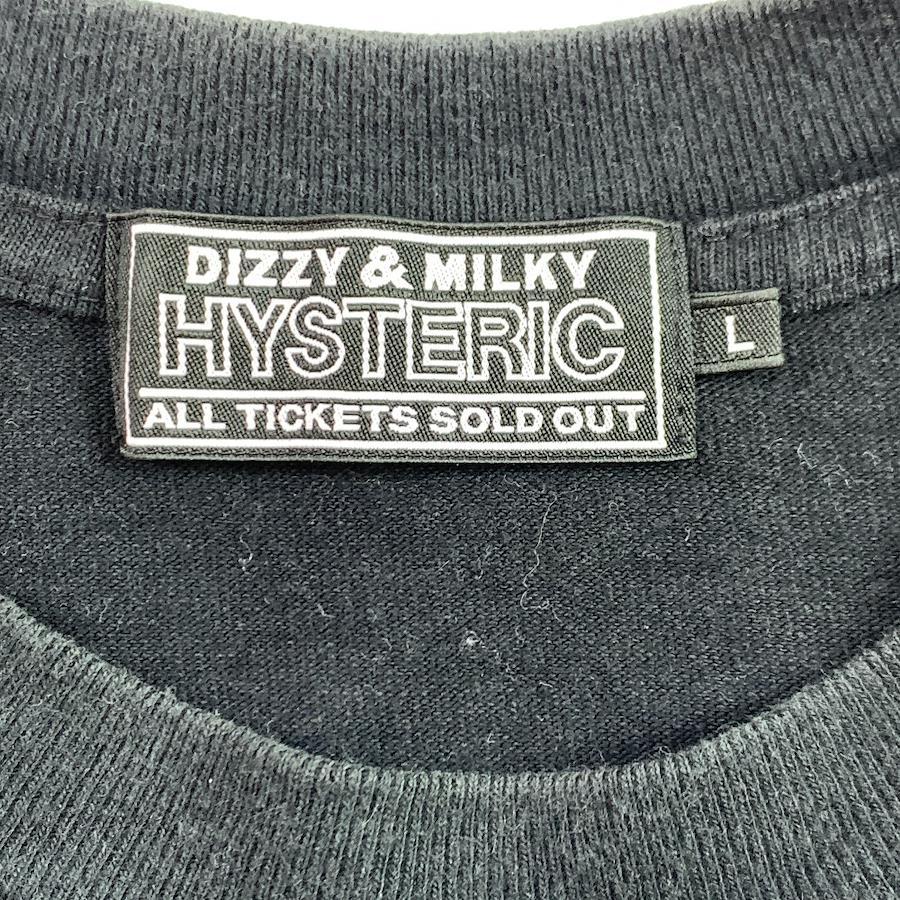 DIZZY & MILKY
HYSTERIC
ALL TICKETS SOLD OUT
L